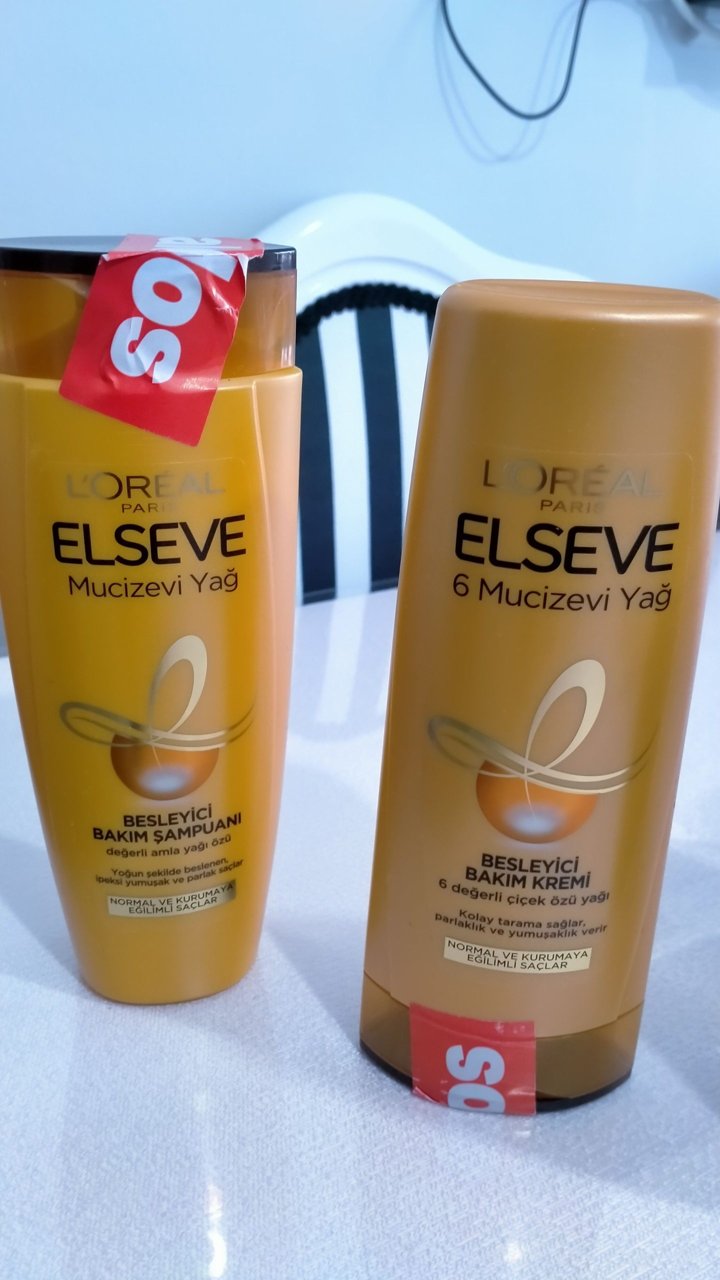 L'ORÉAL
PARIS
ELSEVE
Mucizevi Yağ
BESLEYİCİ
BAKIM ŞAMPUANI
değerli amla yağı özü
Yoğun şekilde beslenen,
ipeksi yumuşak ve parlak saçlar
NORMAL VE KURUMAYA
EĞİLİMLİ SAÇLAR
L'ORÉAL
PARIS
ELSEVE
6 Mucizevi Yağ
BESLEYİCİ
BAKIM KREMİ
6 değerli çiçek özü yağı
Kolay tarama sağlar,
parlaklık ve yumuşaklık verir
NORMAL VE KURUMAYA
EĞİLİMLİ SAÇLAR